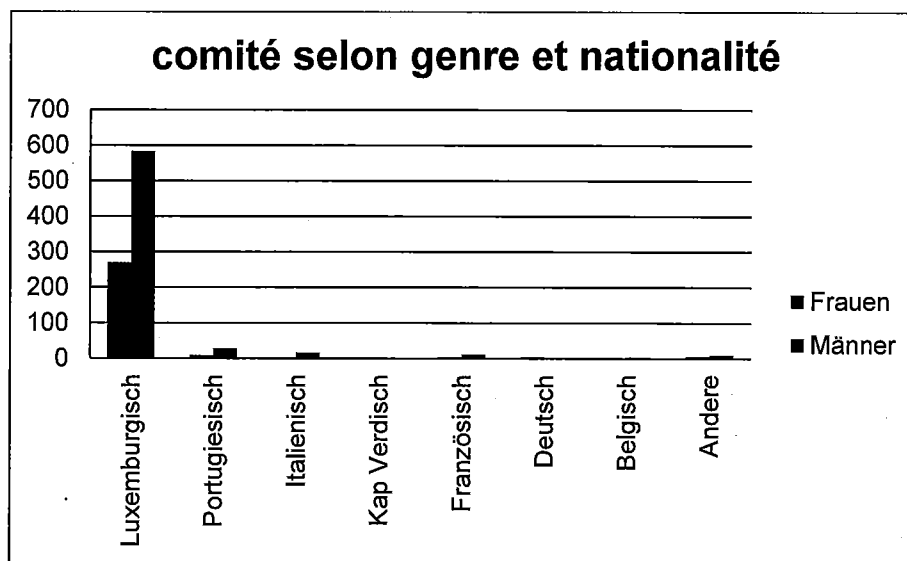 comité selon genre et nationalité
700
600
500
400
300
200
100
0
Luxemburgisch
Portugiesisch
Italienisch
Kap Verdisch
Französisch
Deutsch
Belgisch
Andere
Frauen
Männer